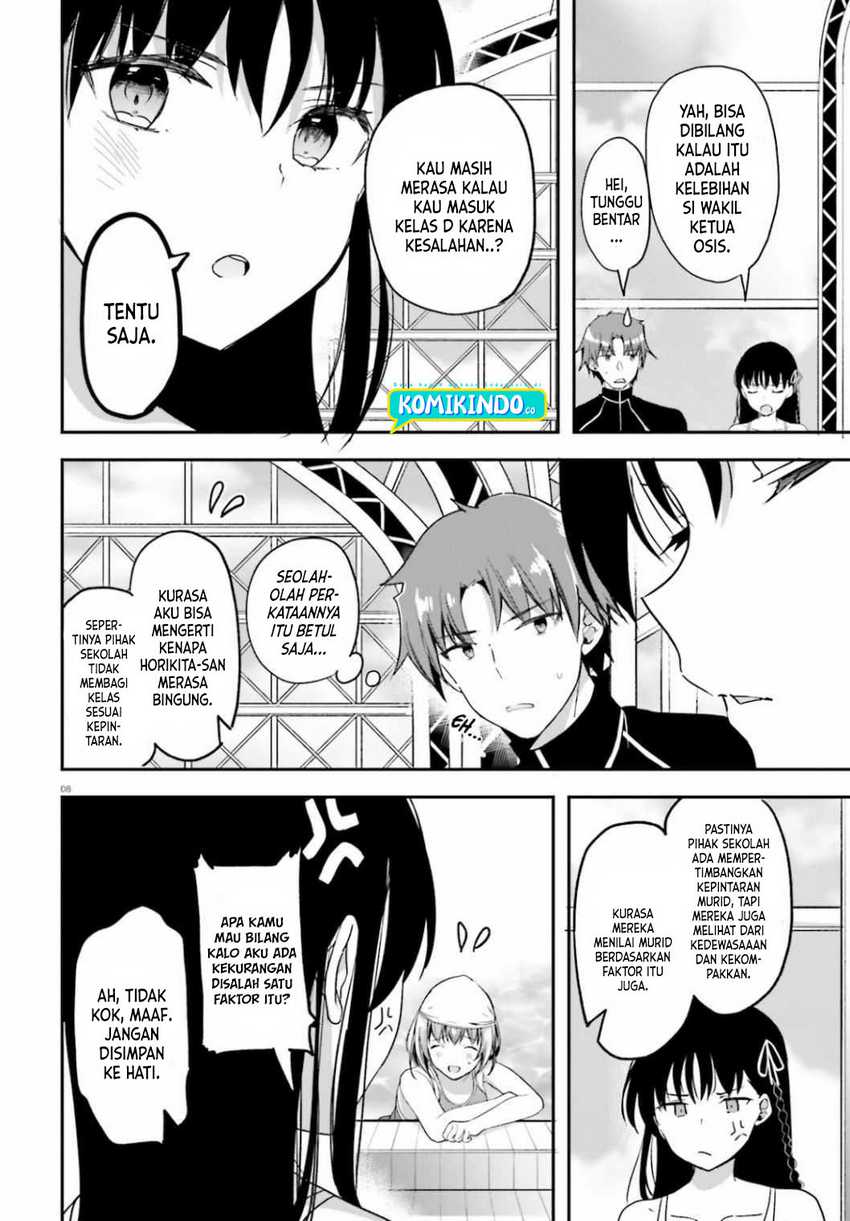 YAH, BISA
DIBILANG
KALAU ITU
ADALAH
KELEBIHAN
SI WAKIL
KETUA
OSIS.
HEI,
TUNGGU
BENTAR
...
KAU MASIH
MERASA KALAU
KAU MASUK
KELAS D KARENA
KESALAHAN..?
TENTU
SAJA.
KOMIKINDO.CO
SEOLAH-
OLAH PER-
KATAANNYA
ITU BETUL
SAJA...
EH...
KURASA
AKU BISA
MENGERTI
KENAPA
HORIKITA-SAN
MERASA
BINGUNG.
SEPER-
TINYA PIHAK
SEKOLAH
TIDAK
MEMBAGI
KELAS
SESUAI
KEPIN-
TARAN.
08
PASTINYA
PIHAK SEKOLAH
ADA MEMPER-
TIMBANGKAN
KEPINTARAN
MURID, TAPI
MEREKA JUGA
MELIHAT DARI
KEDEWASAAAN
DAN KEKOM-
PAKKAN.
KURASA
MEREKA
MENILAI MURID
BERDASARKAN
FAKTOR ITU
JUGA.
APA KAMU
MAU BILANG
KALO AKU ADA
KEKURANGAN
DISALAH SATU
FAKTOR ITU?
AH, TIDAK
KOK, MAAF.
JANGAN
DISIMPAN
KE HATI.